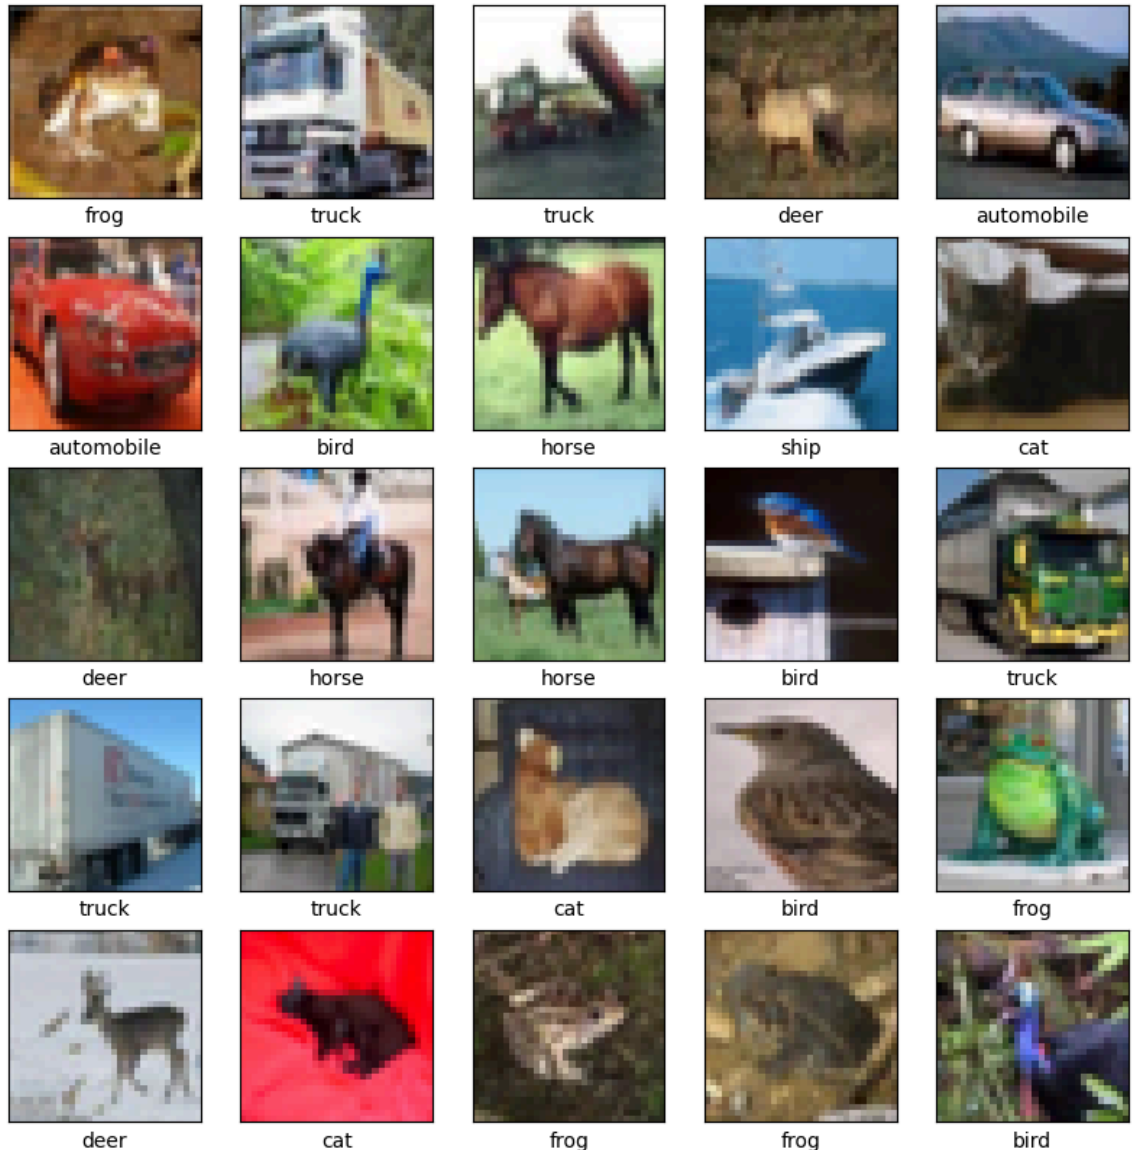 frog truck truck deer automobile
automobile bird horse ship cat
deer horse horse bird truck
truck truck cat bird frog
deer cat frog frog bird